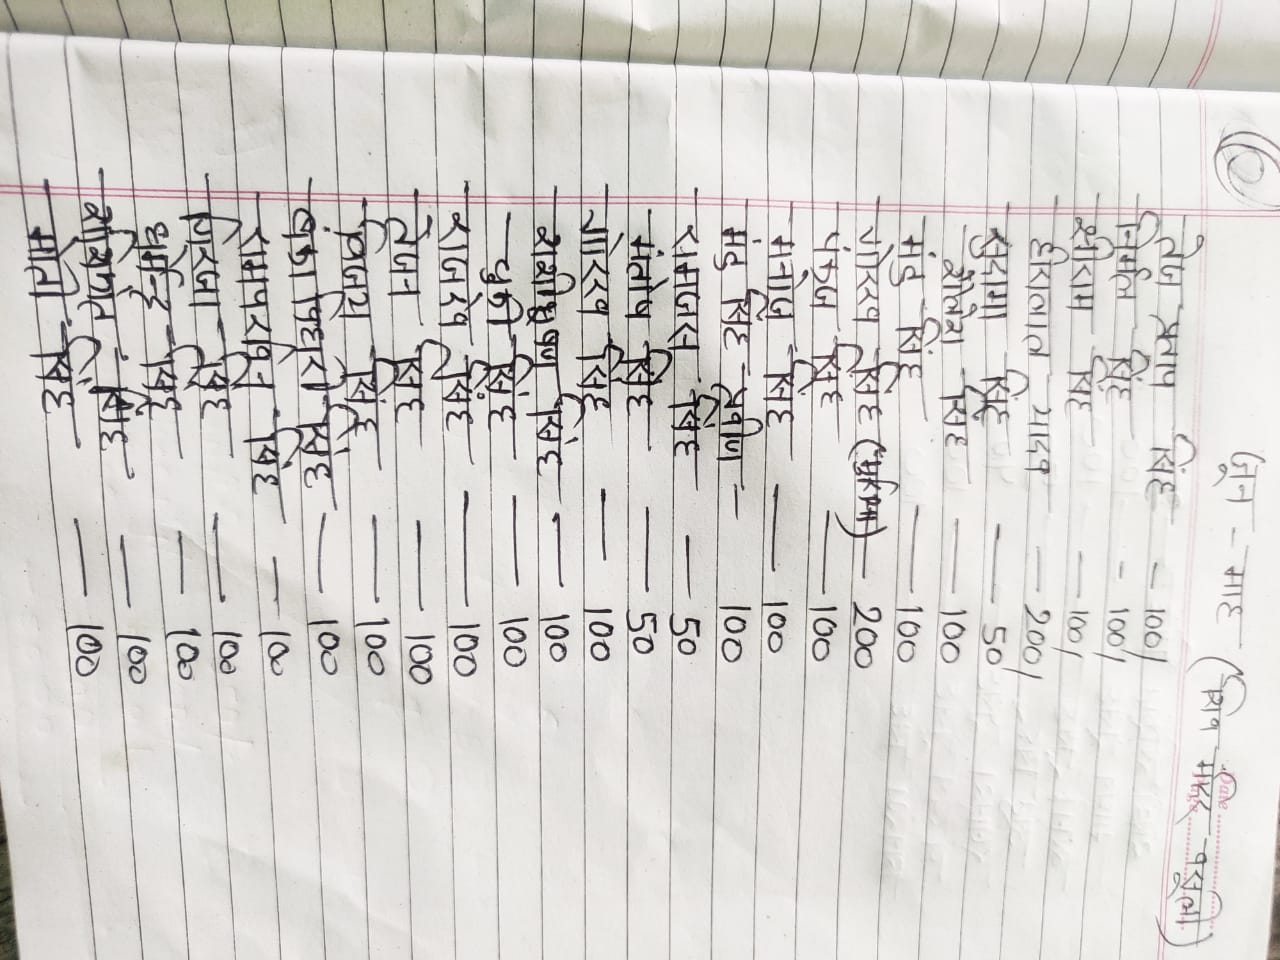 6
जून - माह (शिव मंदिर वसूली)
Date
तेज प्रताप सिंह - 100/
निर्मल सिंह - 100/
श्रीराम सिंह - 100/
हीरालाल यादव - 200/
सुदामा सिंह - 50
शैलेश सिंह - 100
मंटु सिंह - 100
गोरख सिंह (मुखिया) - 200
पंकज सिंह - 100
मनोज सिंह - 100
मंटु सिंह प्रवीण - 100
रामजस सिंह - 50
मंतोष सिंह - 50
गोरख सिंह - 100
शशीभूषण सिंह - 100
सिंह - 100
राजदेव सिंह - 100
तेजन सिंह - 100
विजय सिंह - 100
सिंह - 100
सिंह - 100
गिरजा सिंह - 100
धर्मेन्द्र सिंह - 100
शशिकांत सिंह - 100
मोती सिंह - 100